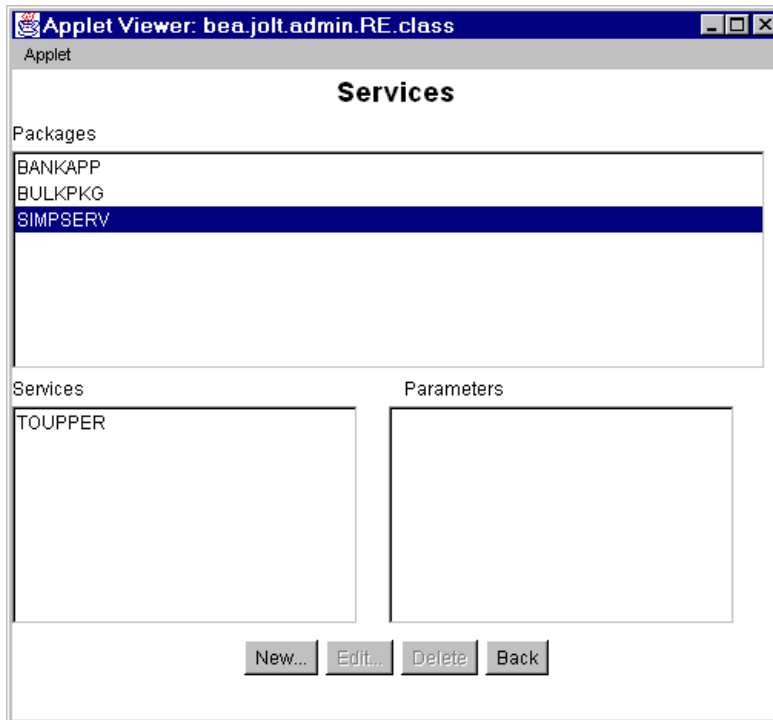 Applet Viewer: bea.jolt.admin.RE.class
Applet
Services
Packages
BANKAPP
BULKPKG
SIMPSERV
Services Parameters
TOUPPER
New... Edit... Delete Back